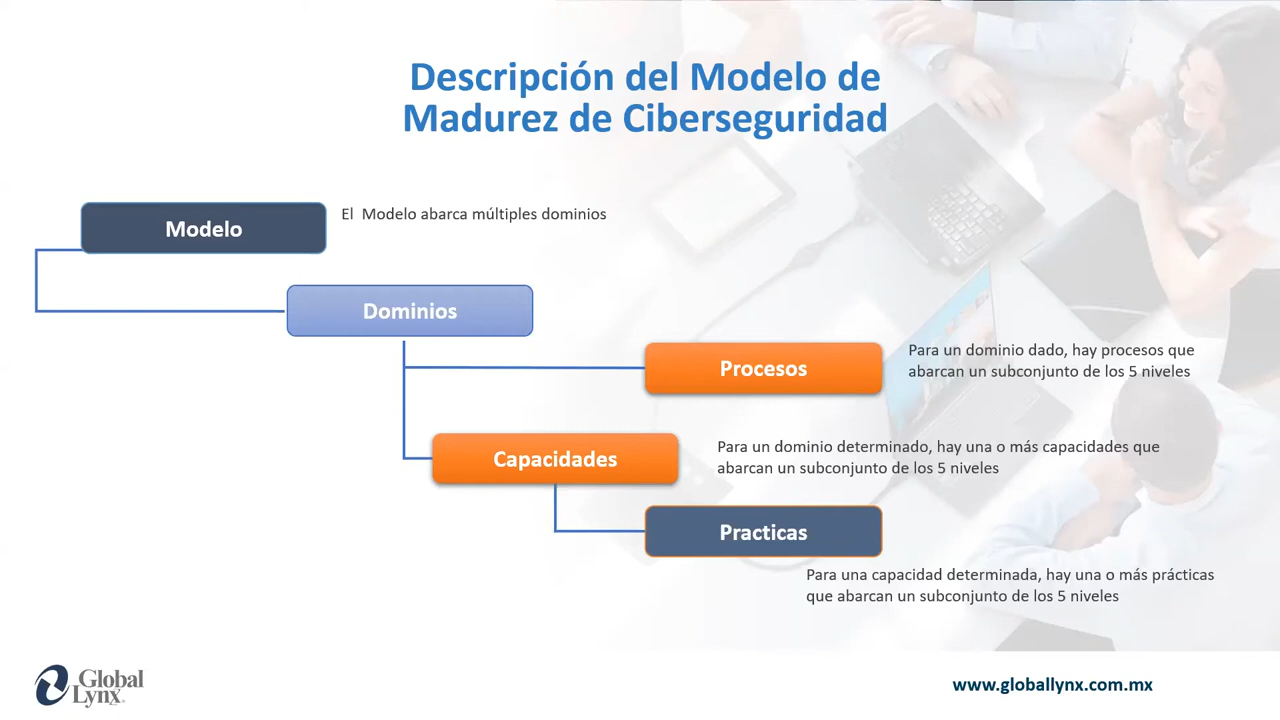 Descripción del Modelo de
Madurez de Ciberseguridad
Modelo
El Modelo abarca múltiples dominios
Dominios
Procesos
Para un dominio dado, hay procesos que
abarcan un subconjunto de los 5 niveles
Capacidades
Para un dominio determinado, hay una o más capacidades que
abarcan un subconjunto de los 5 niveles
Practicas
Para una capacidad determinada, hay una o más prácticas
que abarcan un subconjunto de los 5 niveles
Global
Lynx
www.globallynx.com.mx